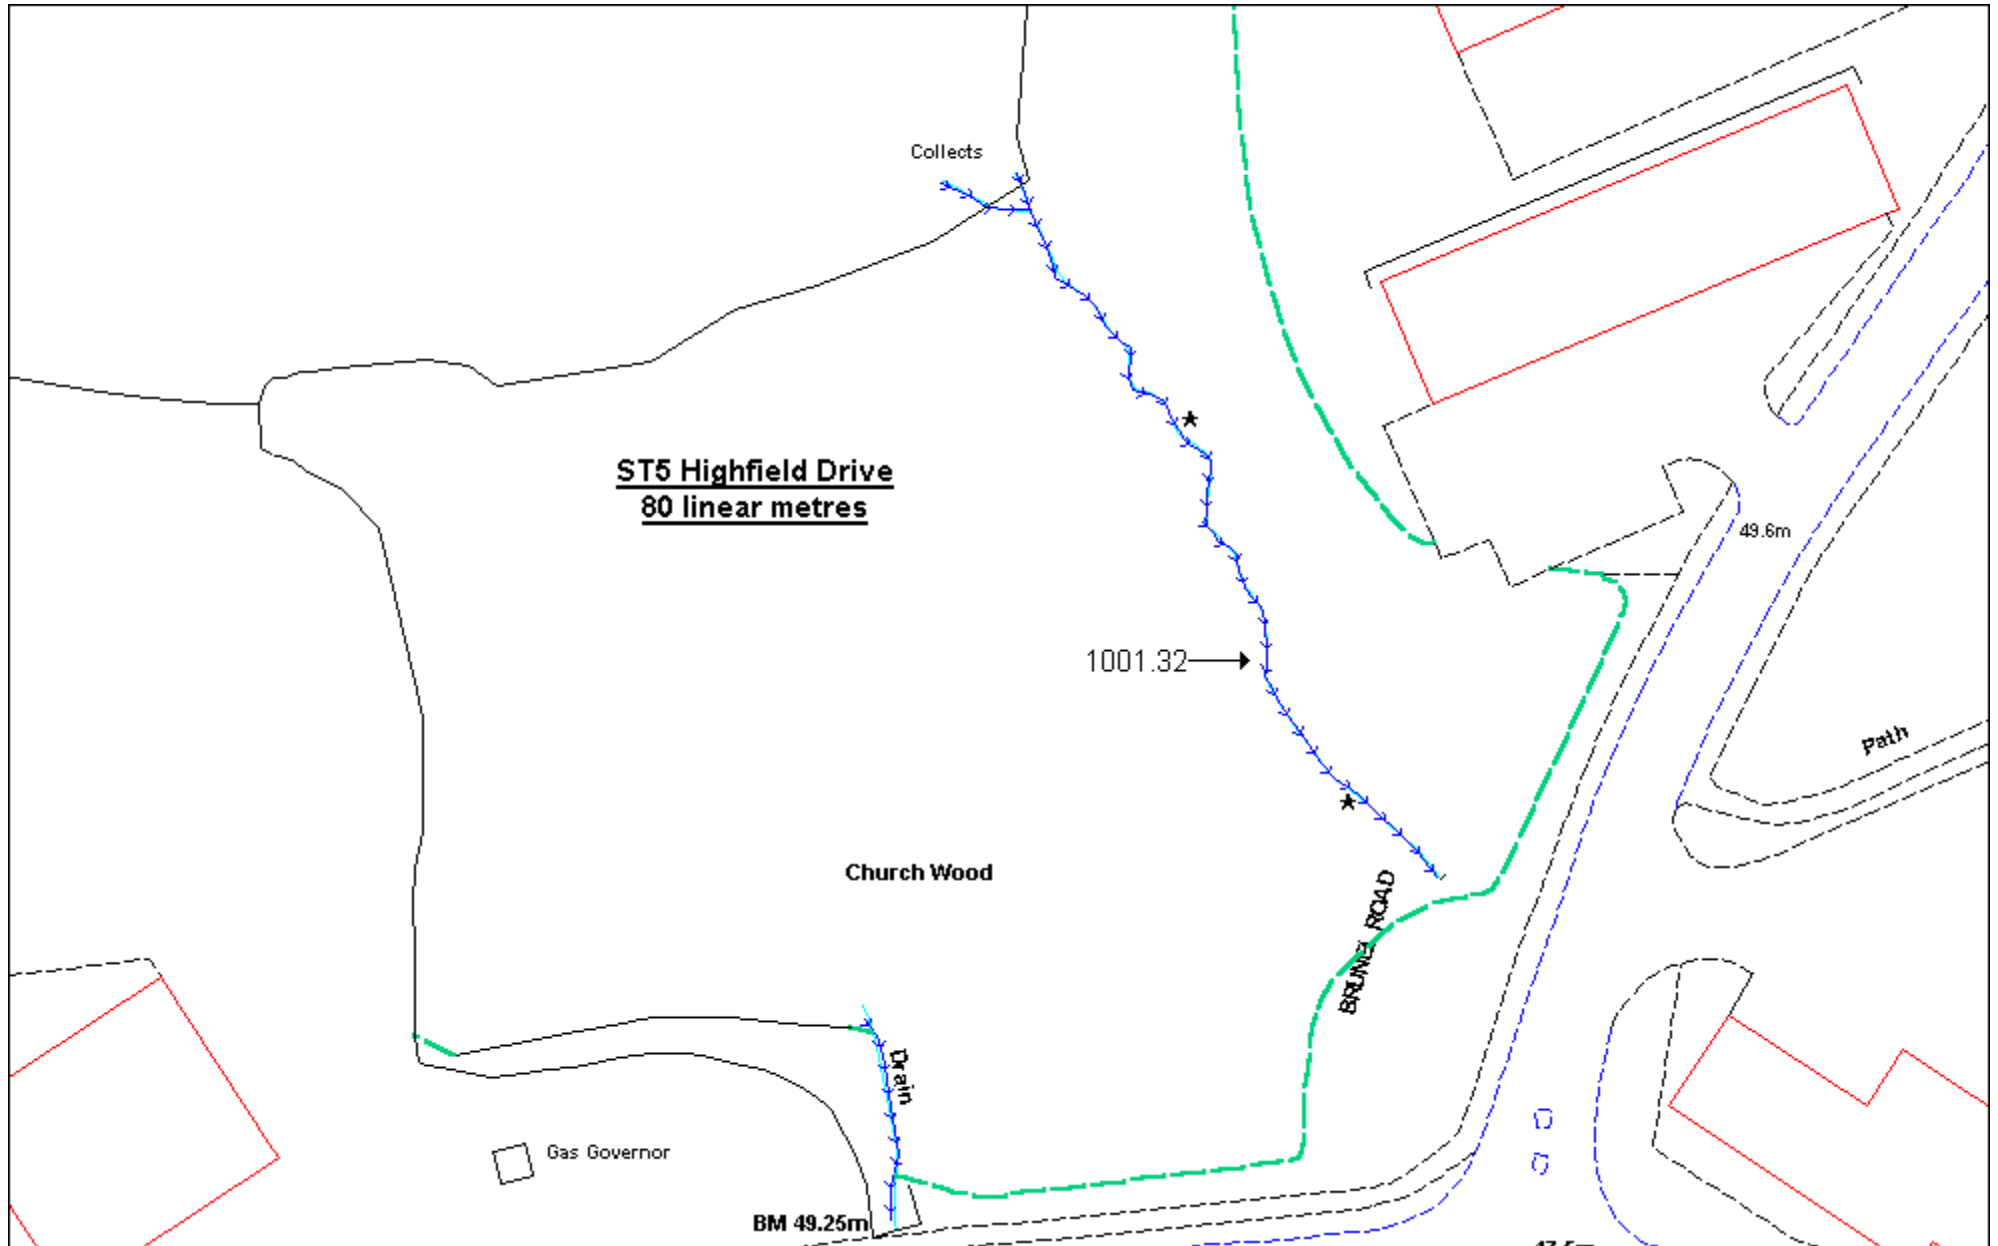 Collects
ST5 Highfield Drive
80 linear metres
49.6m
1001.32
Path
Church Wood
BRUNEL ROAD
Drain
Gas Governor
BM 49.25m